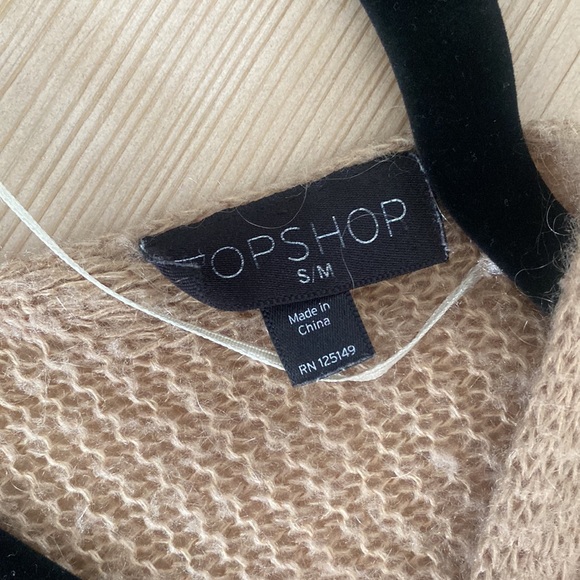 TOPSHOP
S/M
Made in
China
RN 125149